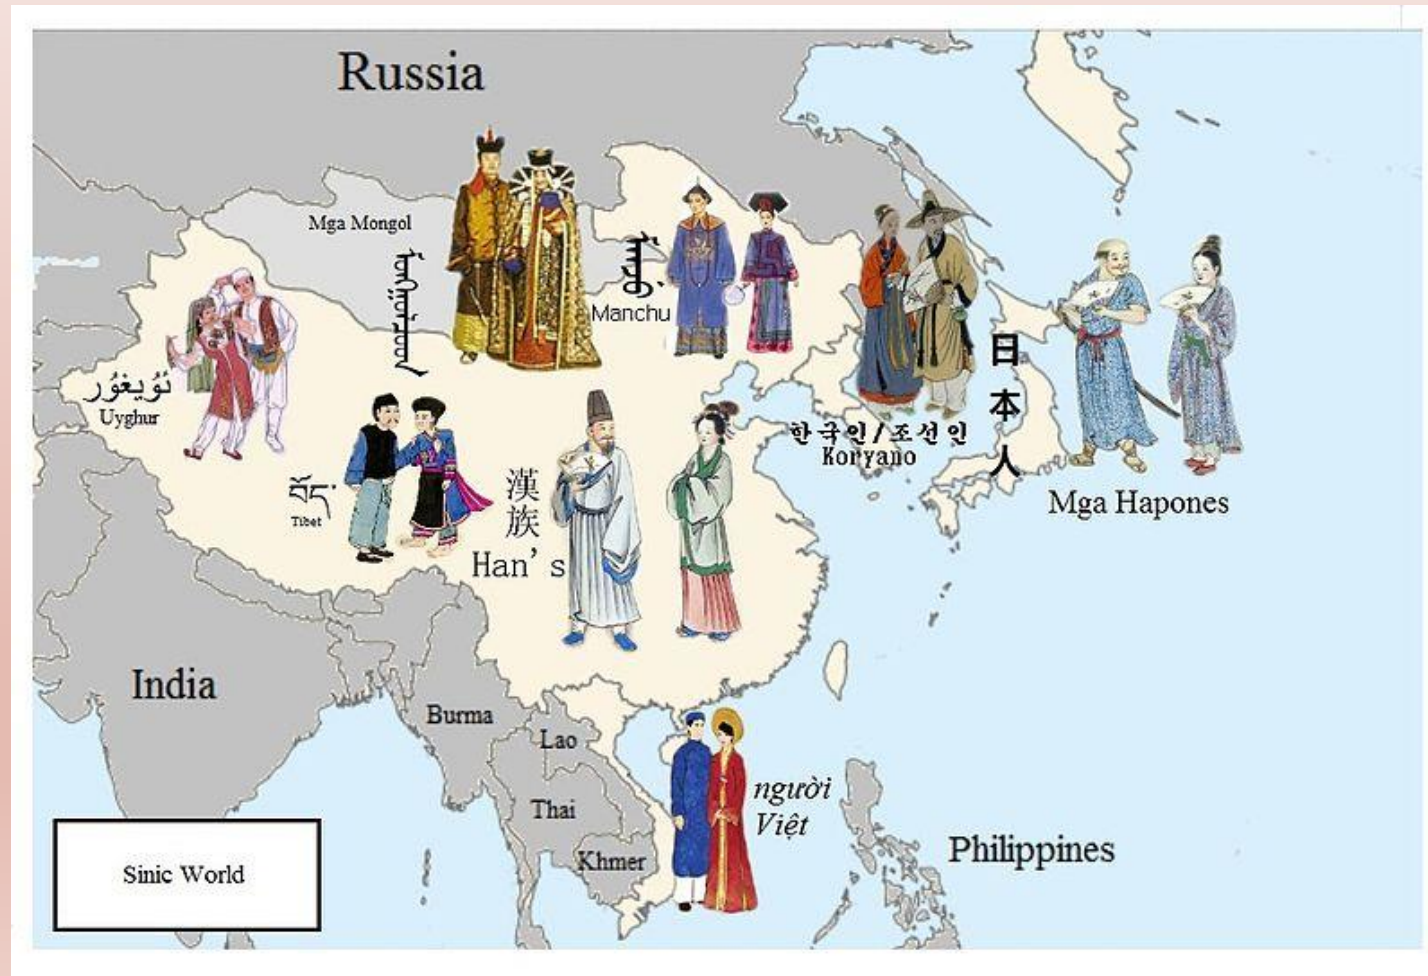 Russia
Mga Mongol
Manchu
ئۇيغۇر
Uyghur
日
本
人
한국인/조선인
Koryano
Mga Hapones
བོད་
Tibet
漢
族
Han's
India
Burma
Lao
Thai
Khmer
người
Việt
Philippines
Sinic World